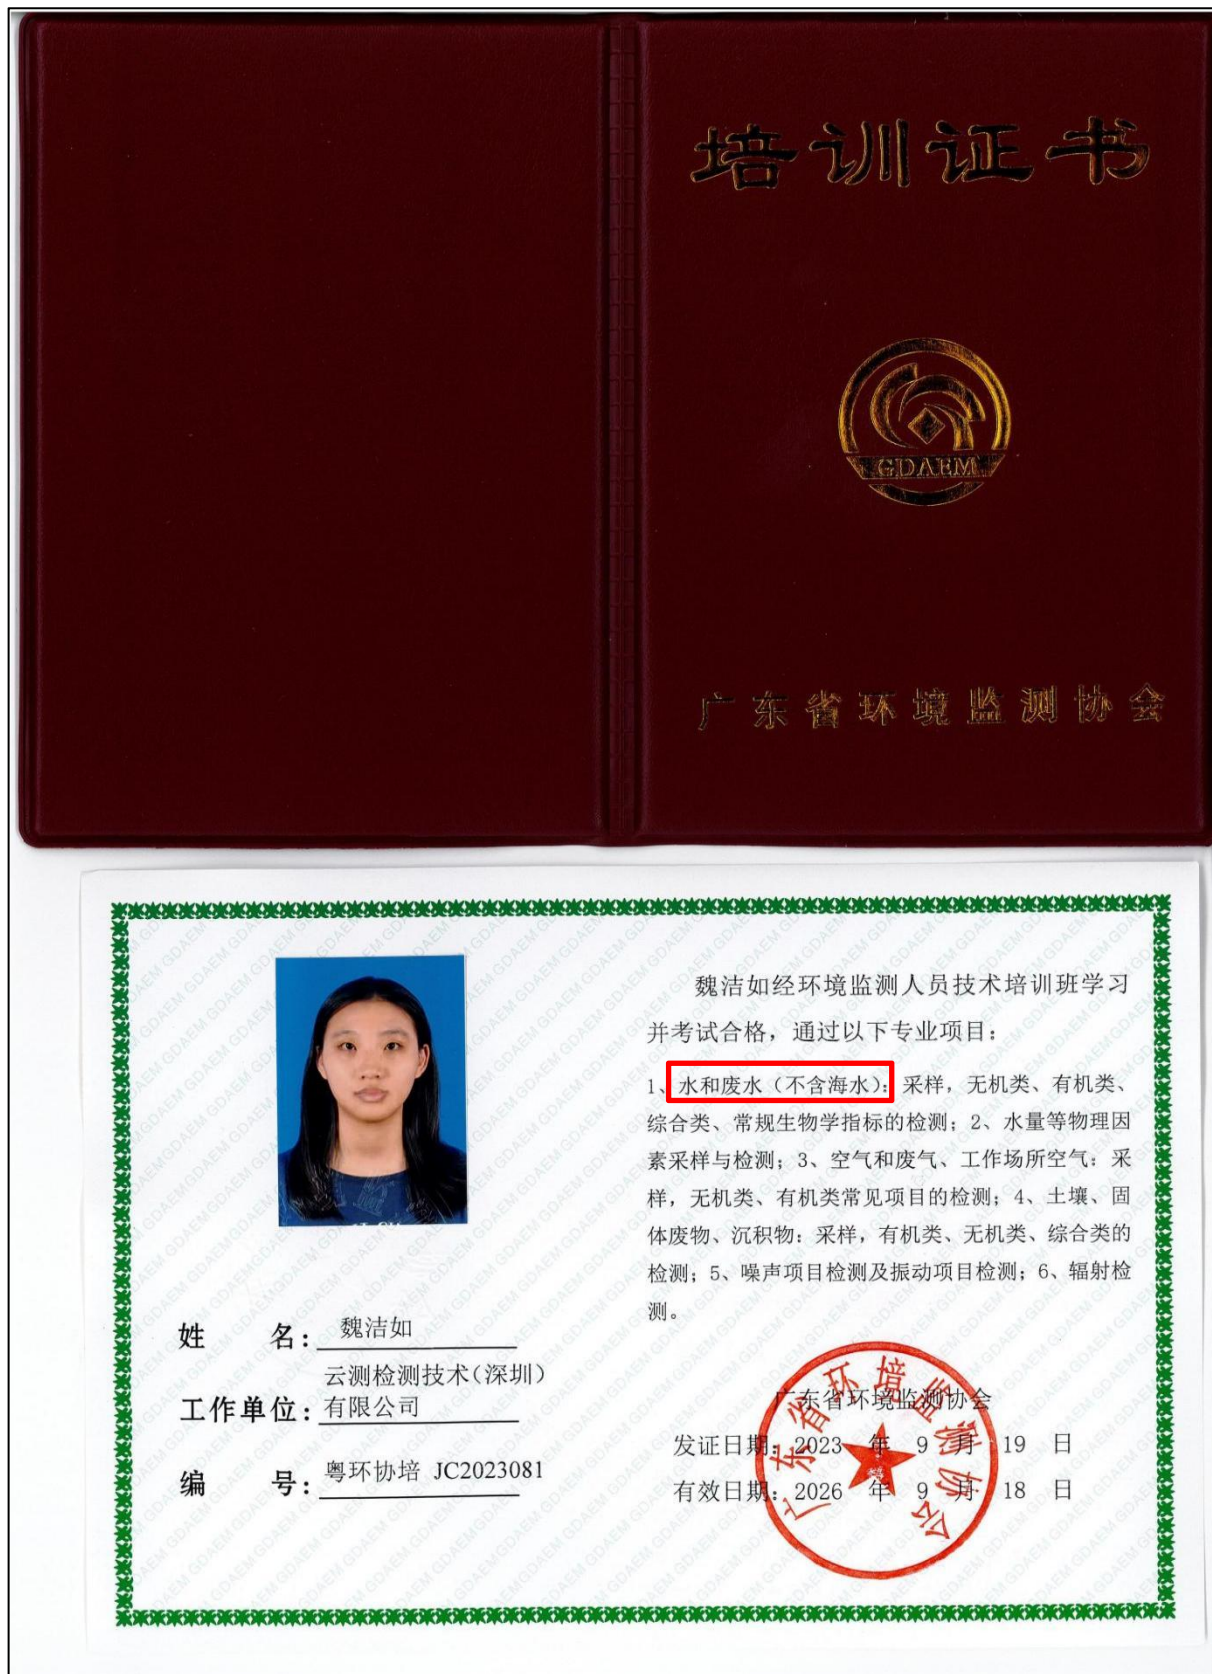 培训证书
GDAEM
广东省环境监测协会
魏洁如经环境监测人员技术培训班学习
并考试合格，通过以下专业项目：
1、水和废水（不含海水）：采样，无机类、有机类、
综合类、常规生物学指标的检测；2、水量等物理因
素采样与检测；3、空气和废气、工作场所空气：采
样，无机类、有机类常见项目的检测；4、土壤、固
体废物、沉积物：采样，有机类、无机类、综合类的
检测；5、噪声项目检测及振动项目检测；6、辐射检
测。
姓 名：魏洁如
云测检测技术（深圳）
工作单位：有限公司
编 号：粤环协培 JC2023081
广东省环境监测协会
发证日期：2023 年 9 月 19 日
有效日期：2026 年 9 月 18 日
广东省环境监测协会